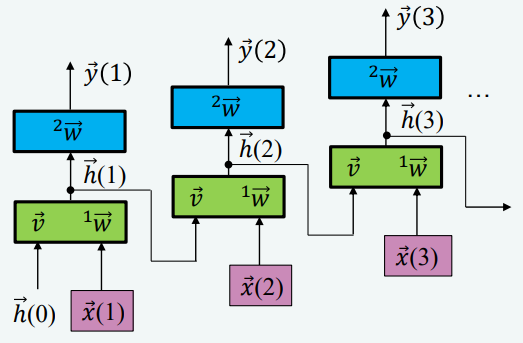 y⃗(1)
²w⃗
h⃗(1)
v⃗ ¹w⃗
h⃗(0)
x⃗(1)
y⃗(2)
²w⃗
h⃗(2)
v⃗ ¹w⃗
x⃗(2)
y⃗(3)
²w⃗
h⃗(3)
v⃗ ¹w⃗
x⃗(3)
...